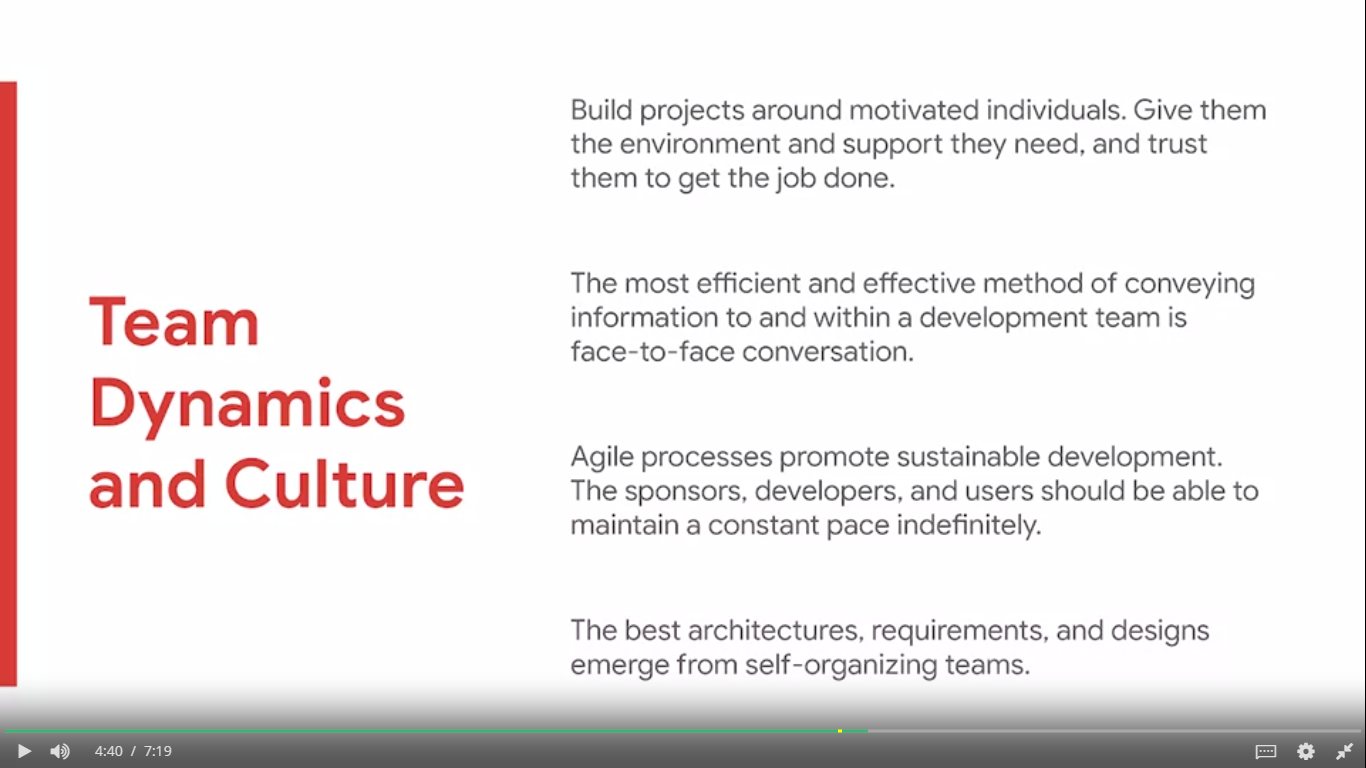 Team
Dynamics
and Culture
Build projects around motivated individuals. Give them
the environment and support they need, and trust
them to get the job done.
The most efficient and effective method of conveying
information to and within a development team is
face-to-face conversation.
Agile processes promote sustainable development.
The sponsors, developers, and users should be able to
maintain a constant pace indefinitely.
The best architectures, requirements, and designs
emerge from self-organizing teams.
4:40 / 7:19